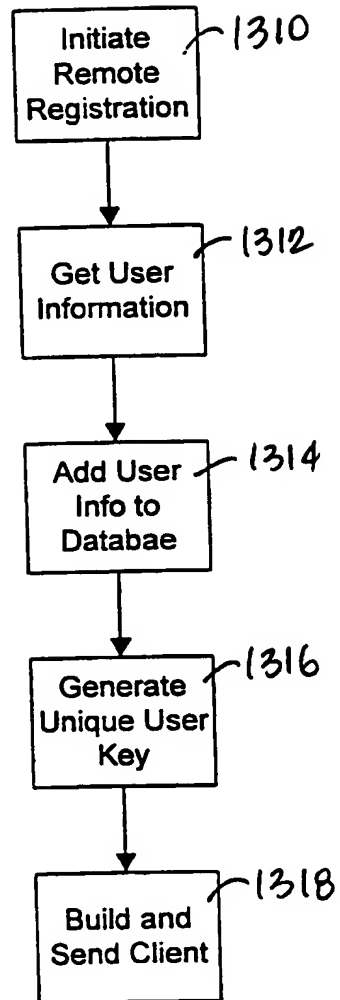 Initiate
Remote
Registration
1310
Get User
Information
1312
Add User
Info to
Databae
1314
Generate
Unique User
Key
1316
Build and
Send Client
1318